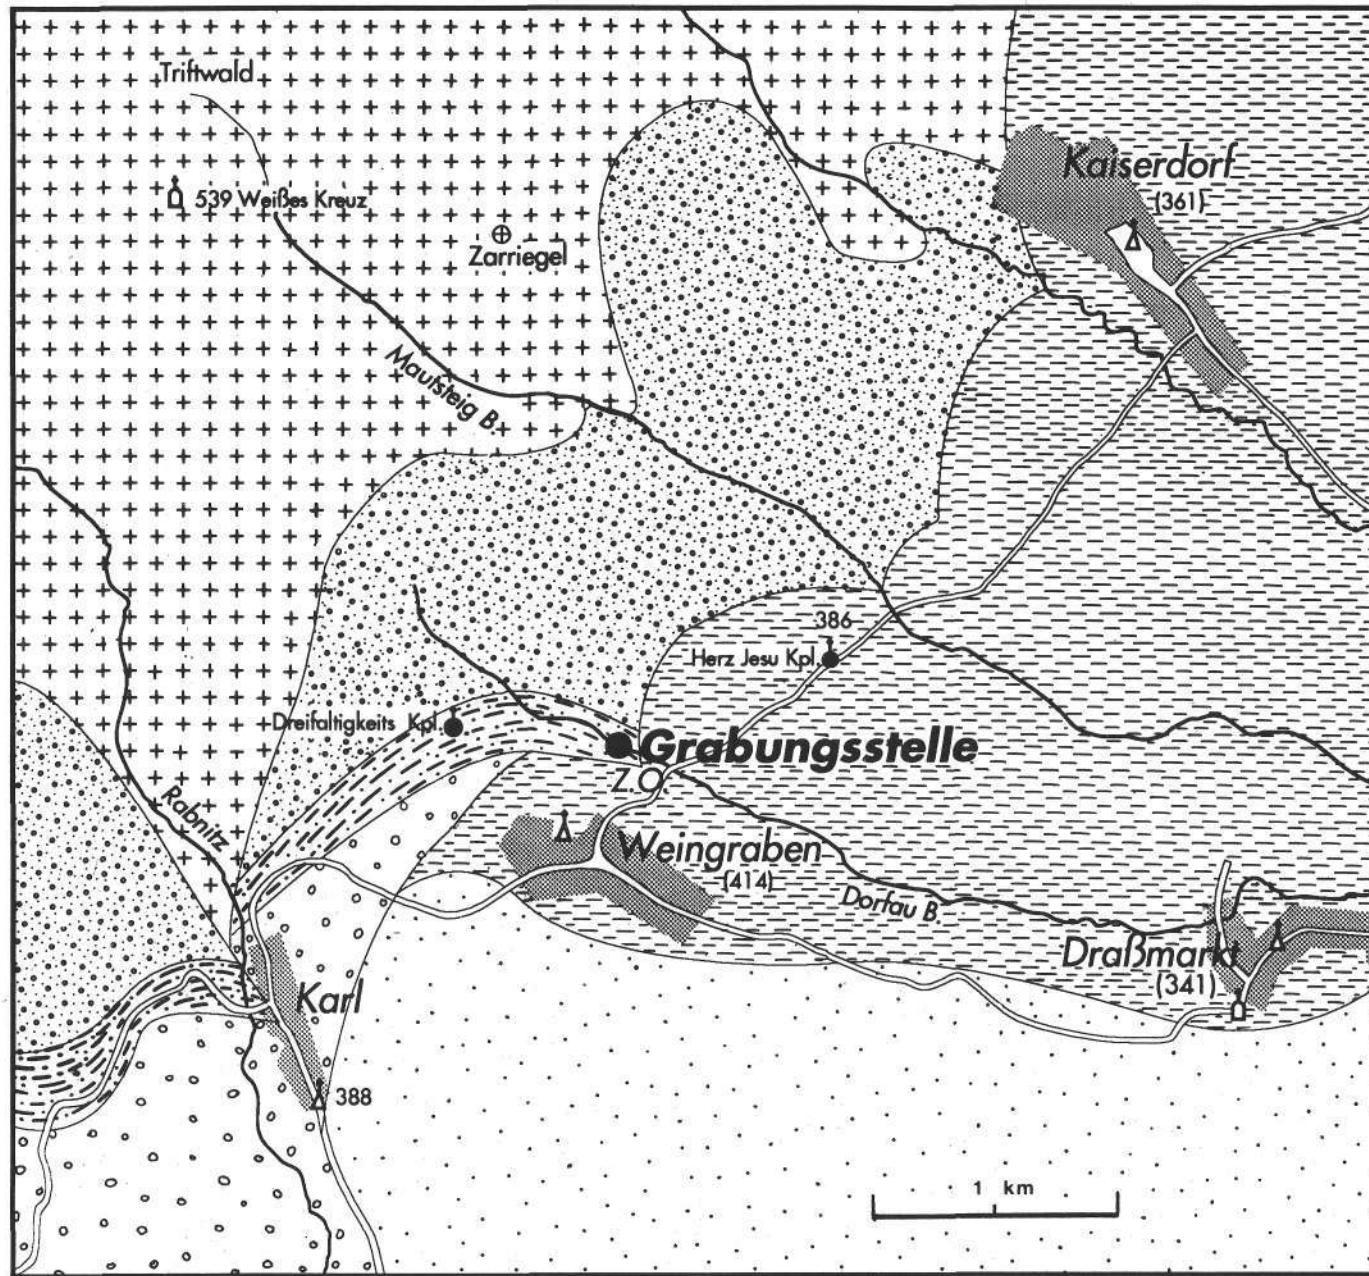 Triftwald
Kaiserdorf
(361)
539 Weißes Kreuz
Zarriegel
Mautsteig B.
386
Herz Jesu Kpl.
Dreifaltigkeits Kpl.
Grabungsstelle
Z.O.
Rabnitz
Weingraben
(414)
Dorfau B.
Draßmarkt
(341)
Karl
388
1 km